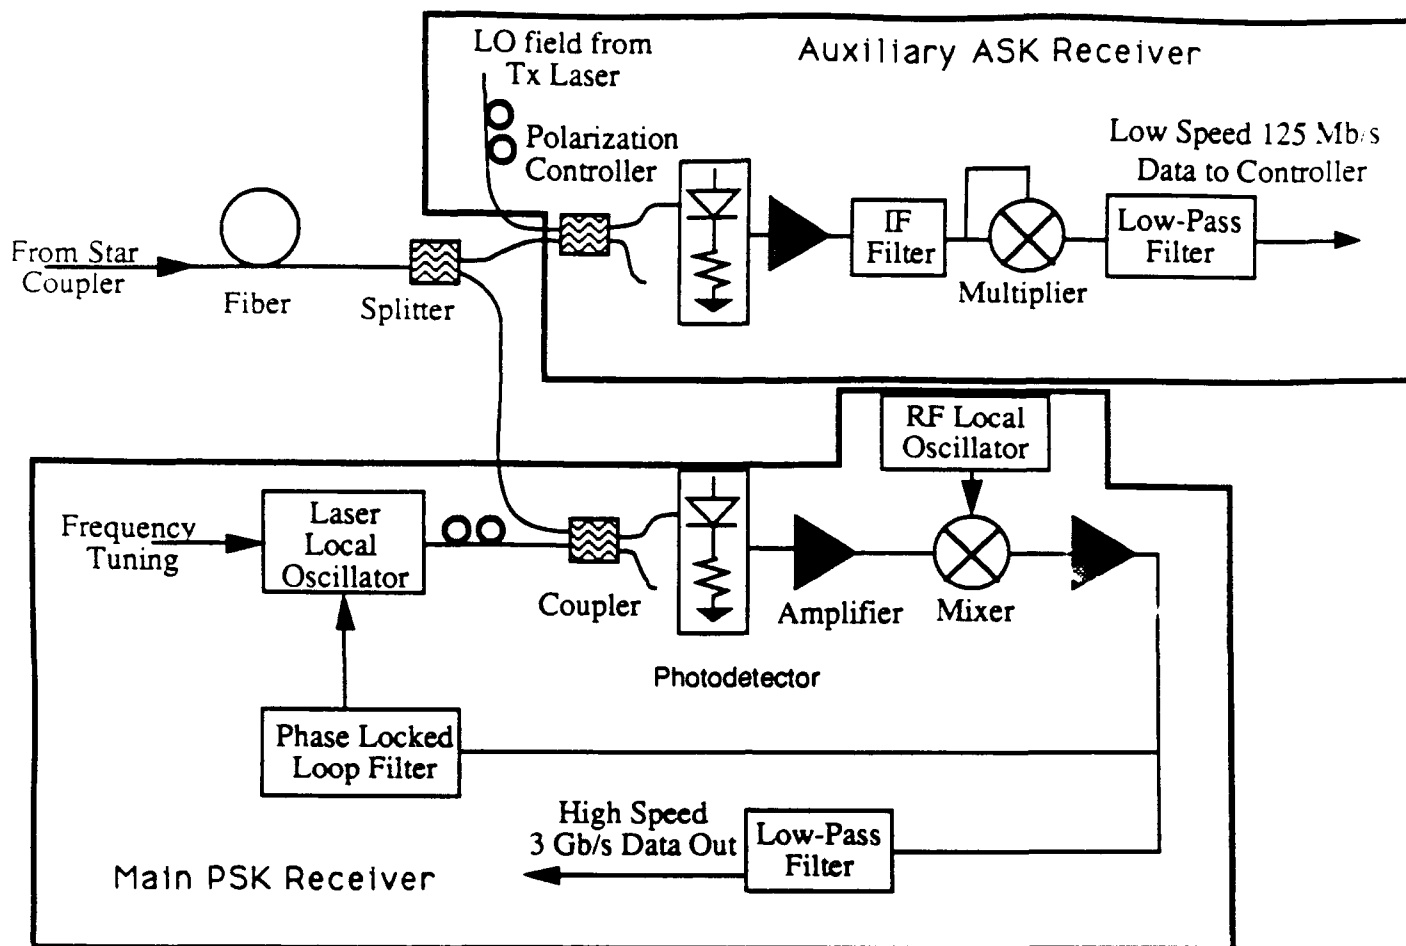 LO field from
Tx Laser
Auxiliary ASK Receiver
Polarization
Controller
Low Speed 125 Mb/s
Data to Controller
IF
Filter
Low-Pass
Filter
Multiplier
From Star
Coupler
Fiber
Splitter
RF Local
Oscillator
Frequency
Tuning
Laser
Local
Oscillator
Coupler
Amplifier
Mixer
Photodetector
Phase Locked
Loop Filter
High Speed
3 Gb/s Data Out
Low-Pass
Filter
Main PSK Receiver